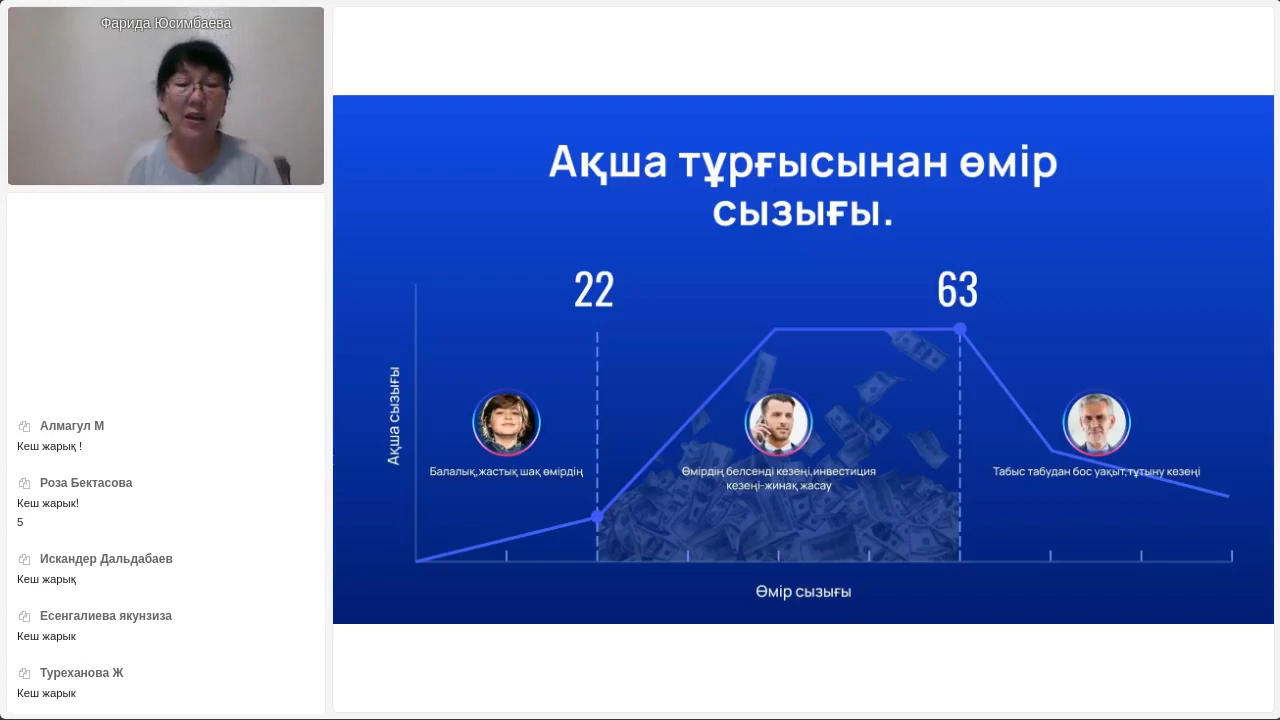 Фарида Юсимбаева
Алмагул М
Кеш жарық !
Роза Бектасова
Кеш жарык!
5
Искандер Дальдабаев
Кеш жарық
Есенгалиева якунзиза
Кеш жарык
Туреханова Ж
Кеш жарык
Ақша тұрғысынан өмір
сызығы.
22
63
Ақша сызығы
Балалық,жастық шақ өмірдің
Өмірдің белсенді кезеңі,инвестиция
кезеңі-жинақ жасау
Табыс табудан бос уақыт,тұтыну кезеңі
Өмір сызығы